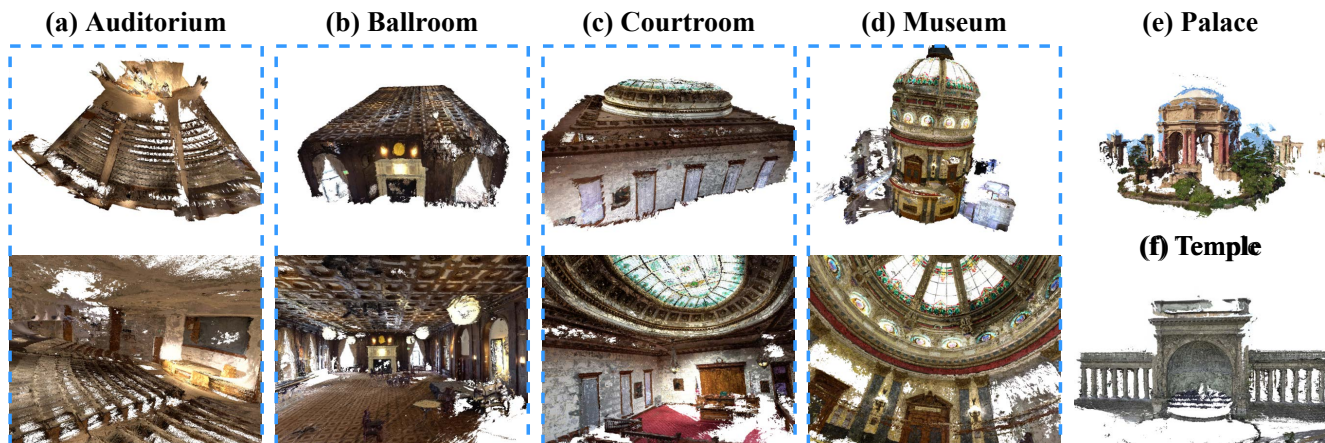 (a) Auditorium
(b) Ballroom
(c) Courtroom
(d) Museum
(e) Palace
(f) Temple